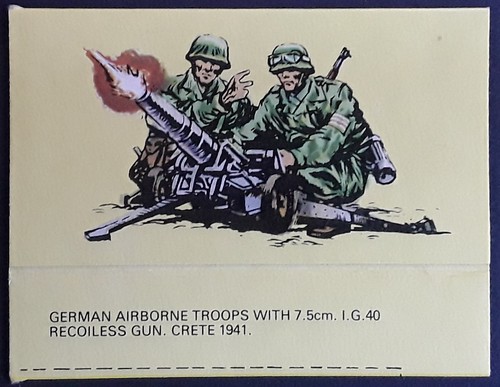 GERMAN AIRBORNE TROOPS WITH 7.5cm. I.G.40
RECOILESS GUN. CRETE 1941.